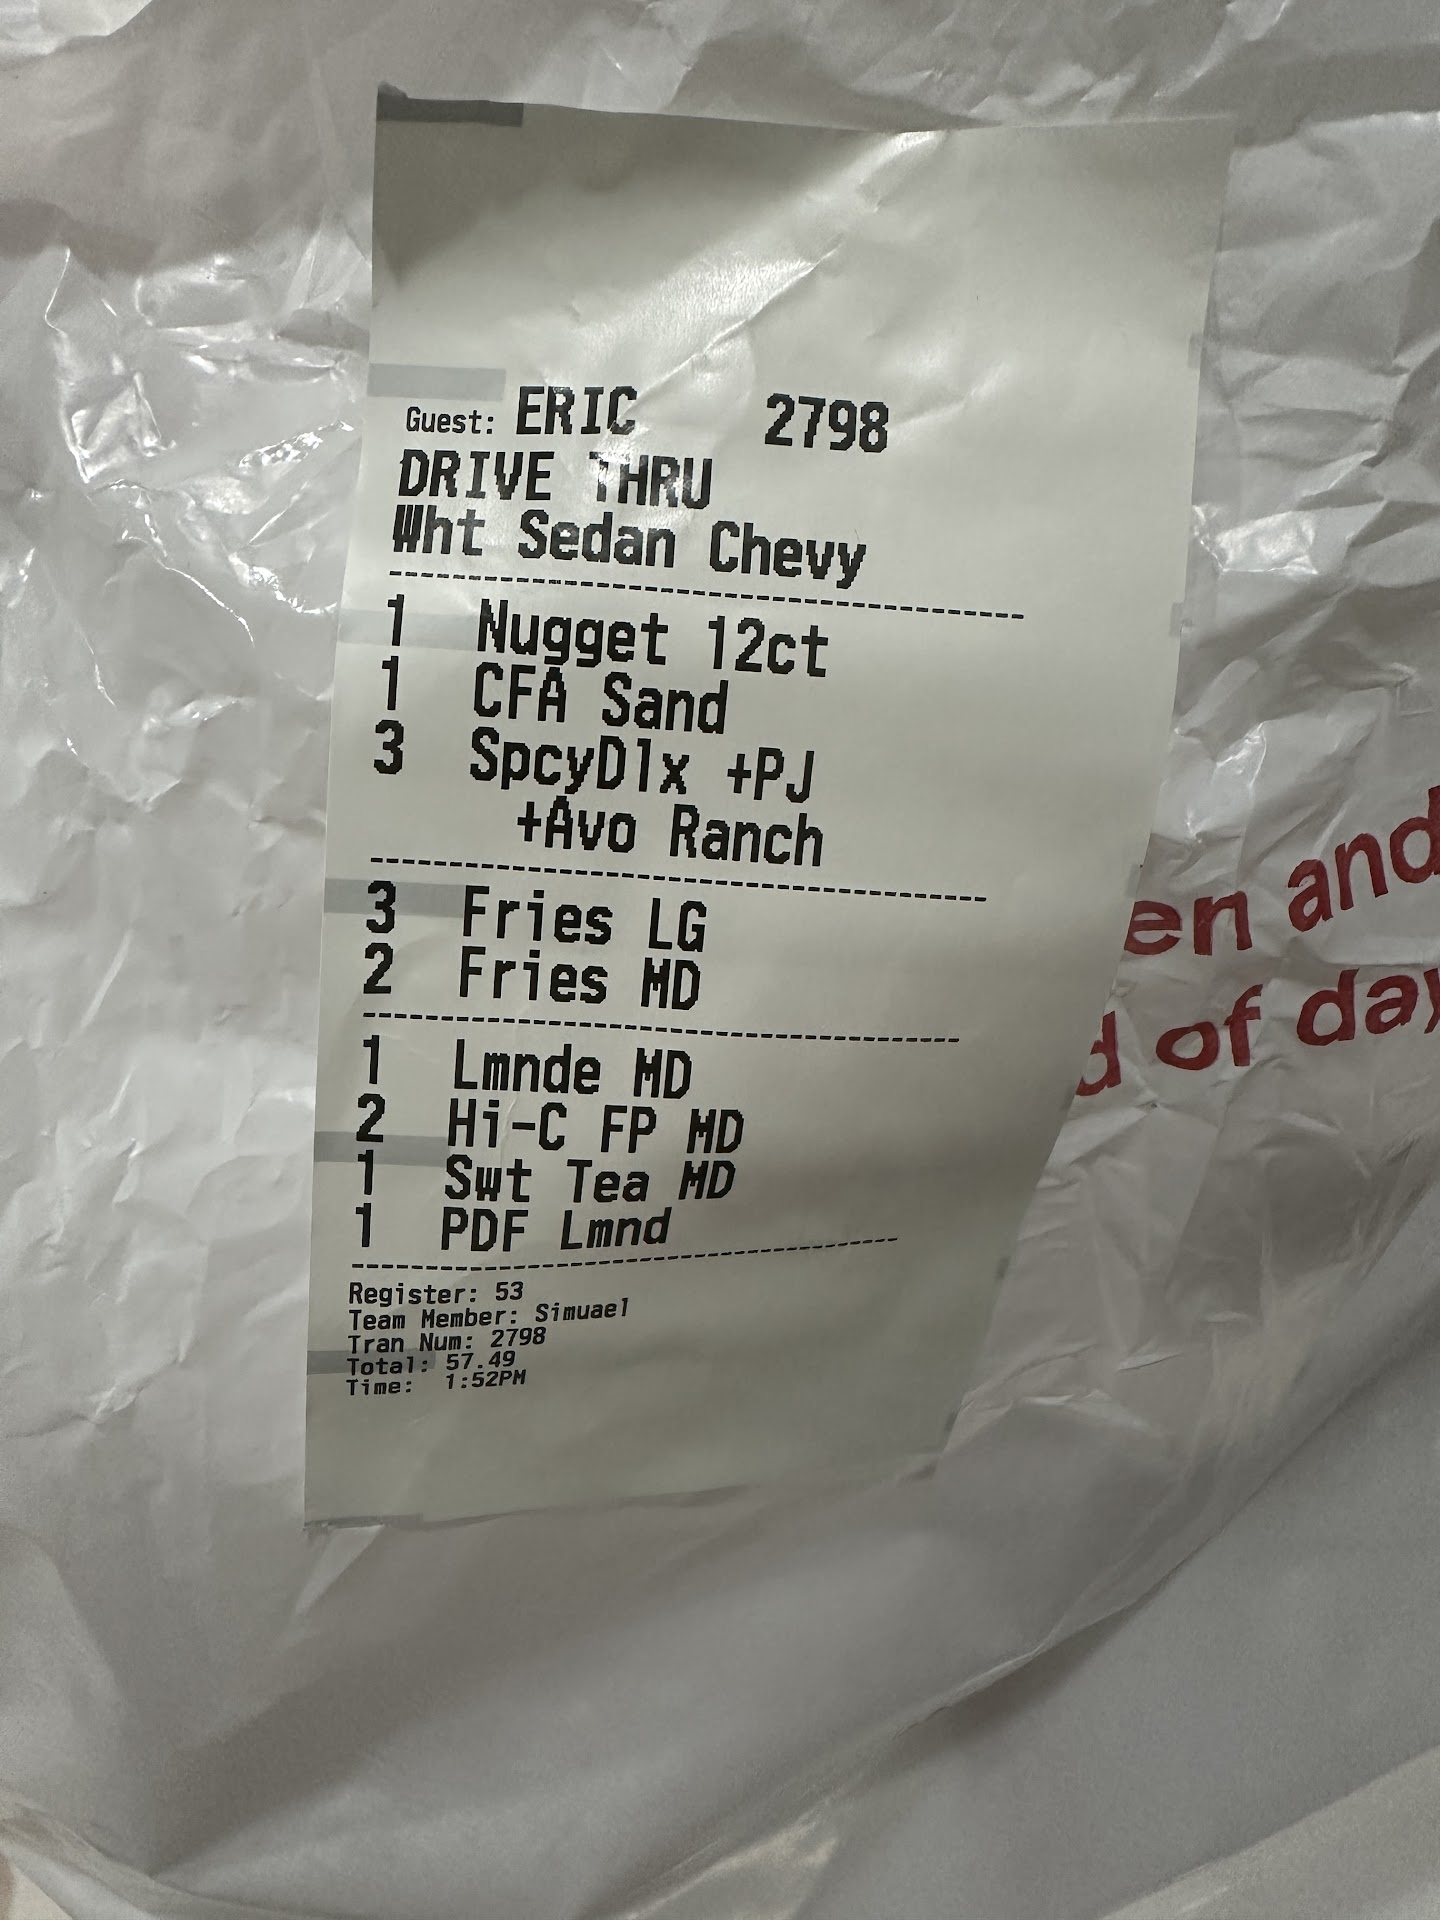 Guest: ERIC 2798
DRIVE THRU
Wht Sedan Chevy
1 Nugget 12ct
1 CFA Sand
3 SpcyDlx +PJ
+Avo Ranch
3 Fries LG
2 Fries MD
1 Lmnde MD
2 Hi-C FP MD
1 Swt Tea MD
1 PDF Lmnd
Register: 53
Team Member: Simuael
Tran Num: 2798
Total: 57.49
Time: 1:52PM
en and
d of day